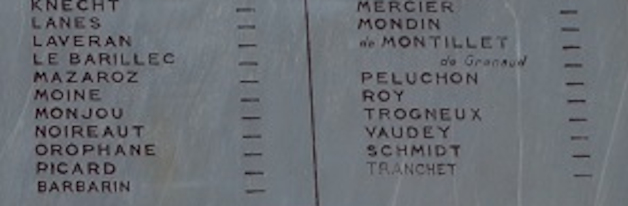 KNECHT —
LANES —
LAVERAN —
LE BARILLEC —
MAZAROZ —
MOINE —
MONJOU —
NOIREAUT —
OROPHANE —
PICARD —
BARBARIN —
MERCIER —
MONDIN —
de MONTILLET —
de Grenaud
PELUCHON —
ROY —
TROGNEUX —
VAUDEY —
SCHMIDT —
TRANCHET —